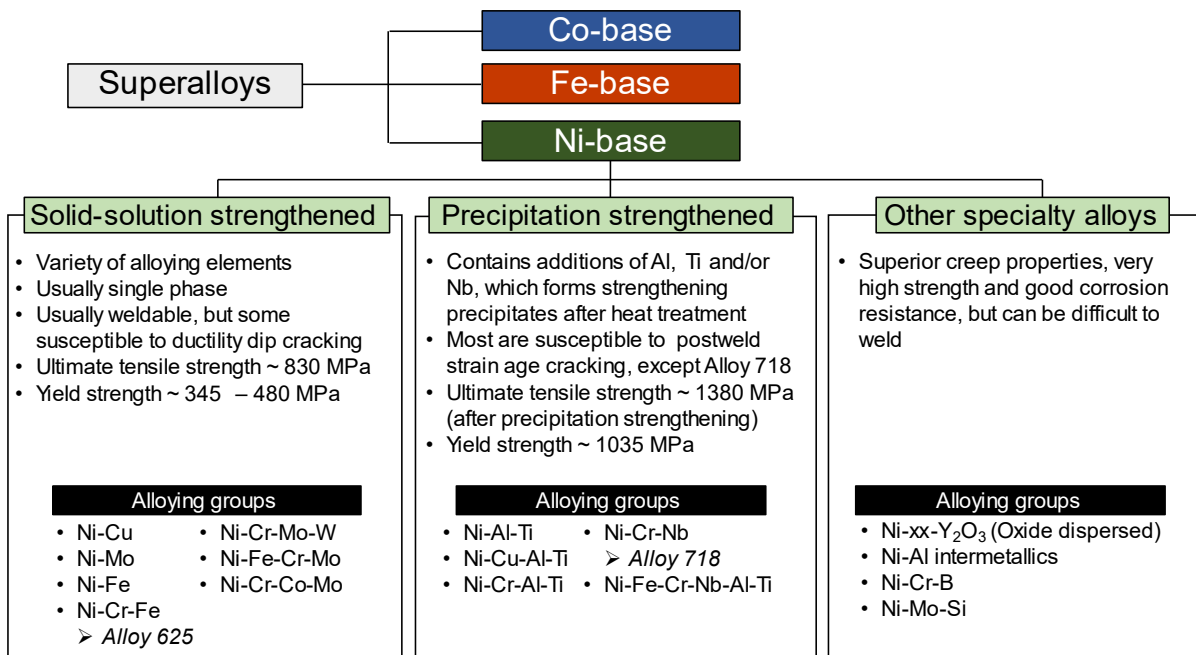 Co-base
Superalloys
Fe-base
Ni-base
Solid-solution strengthened
• Variety of alloying elements
• Usually single phase
• Usually weldable, but some
susceptible to ductility dip cracking
• Ultimate tensile strength ~ 830 MPa
• Yield strength ~ 345 – 480 MPa
Alloying groups
• Ni-Cu
• Ni-Mo
• Ni-Fe
• Ni-Cr-Fe
➢ Alloy 625
• Ni-Cr-Mo-W
• Ni-Fe-Cr-Mo
• Ni-Cr-Co-Mo
Precipitation strengthened
• Contains additions of Al, Ti and/or
Nb, which forms strengthening
precipitates after heat treatment
• Most are susceptible to postweld
strain age cracking, except Alloy 718
• Ultimate tensile strength ~ 1380 MPa
(after precipitation strengthening)
• Yield strength ~ 1035 MPa
Alloying groups
• Ni-Al-Ti
• Ni-Cu-Al-Ti
• Ni-Cr-Al-Ti
• Ni-Cr-Nb
➢ Alloy 718
• Ni-Fe-Cr-Nb-Al-Ti
Other specialty alloys
• Superior creep properties, very
high strength and good corrosion
resistance, but can be difficult to
weld
Alloying groups
• Ni-xx-Y₂O₃ (Oxide dispersed)
• Ni-Al intermetallics
• Ni-Cr-B
• Ni-Mo-Si